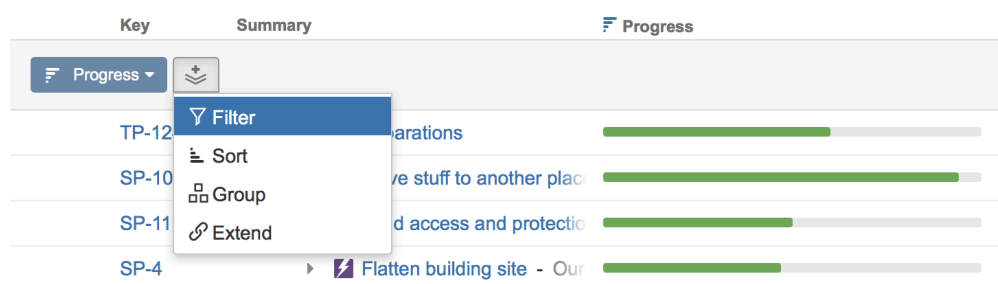 Key Summary Progress
Progress
Filter
TP-12 parations
Sort
SP-10 ve stuff to another place
Group
SP-11 d access and protectio
Extend
SP-4 Flatten building site - Our